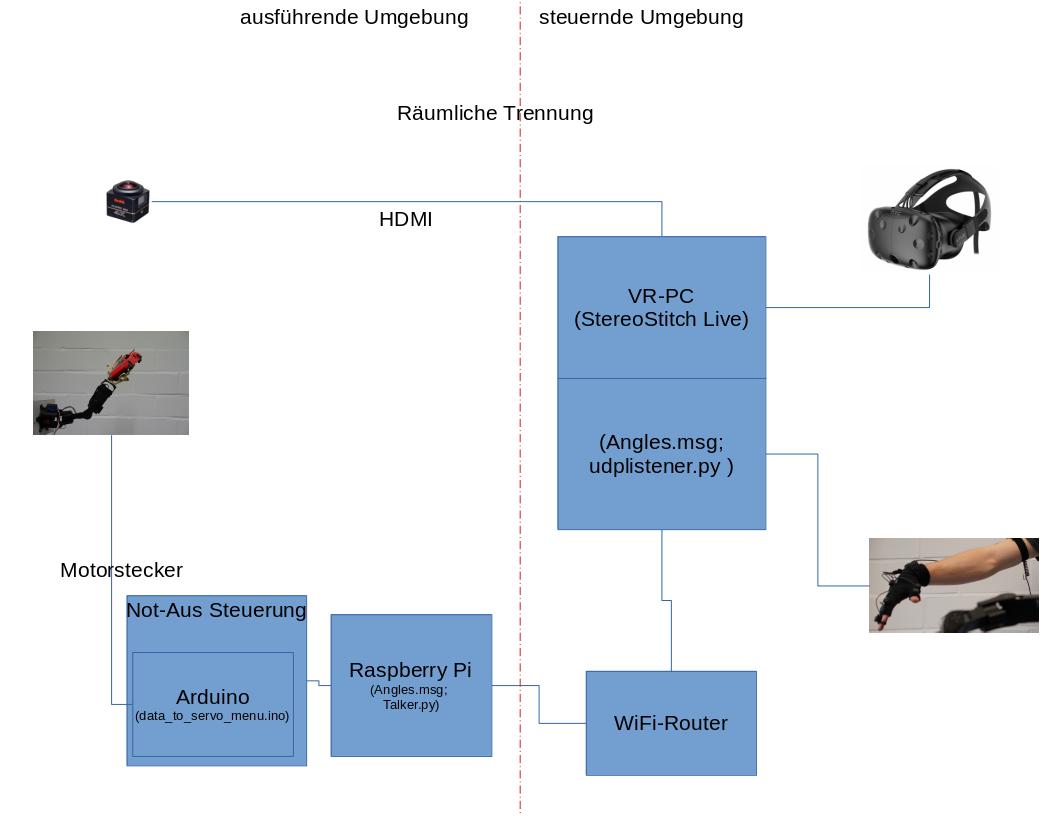 ausführende Umgebung
steuernde Umgebung
Räumliche Trennung
HDMI
VR-PC
(StereoStitch Live)
(Angles.msg;
udplistener.py )
Motorstecker
Not-Aus Steuerung
Arduino
(data_to_servo_menu.ino)
Raspberry Pi
(Angles.msg;
Talker.py)
WiFi-Router